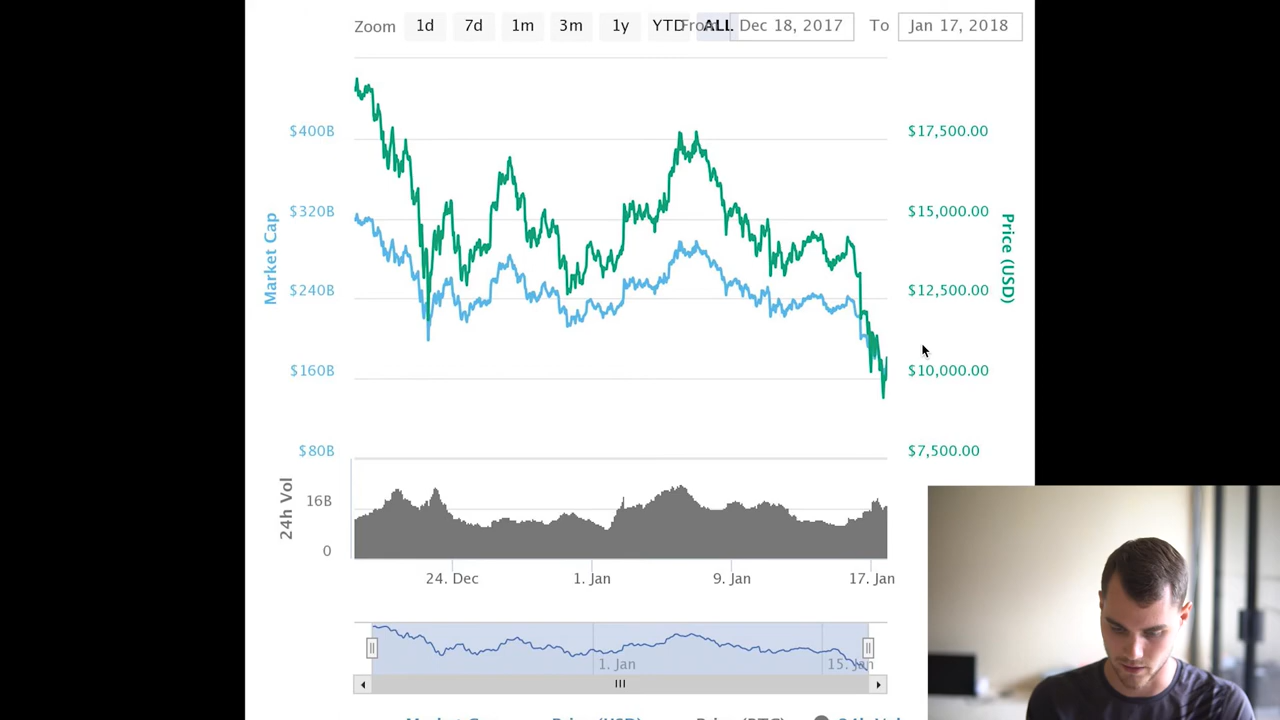 Zoom 1d 7d 1m 3m 1y YTD From ALL Dec 18, 2017 To Jan 17, 2018
$400B $17,500.00
$320B $15,000.00
Market Cap
Price (USD)
$240B $12,500.00
$160B $10,000.00
$80B $7,500.00
24h Vol
16B
0
24. Dec 1. Jan 9. Jan 17. Jan
1. Jan 15. Jan